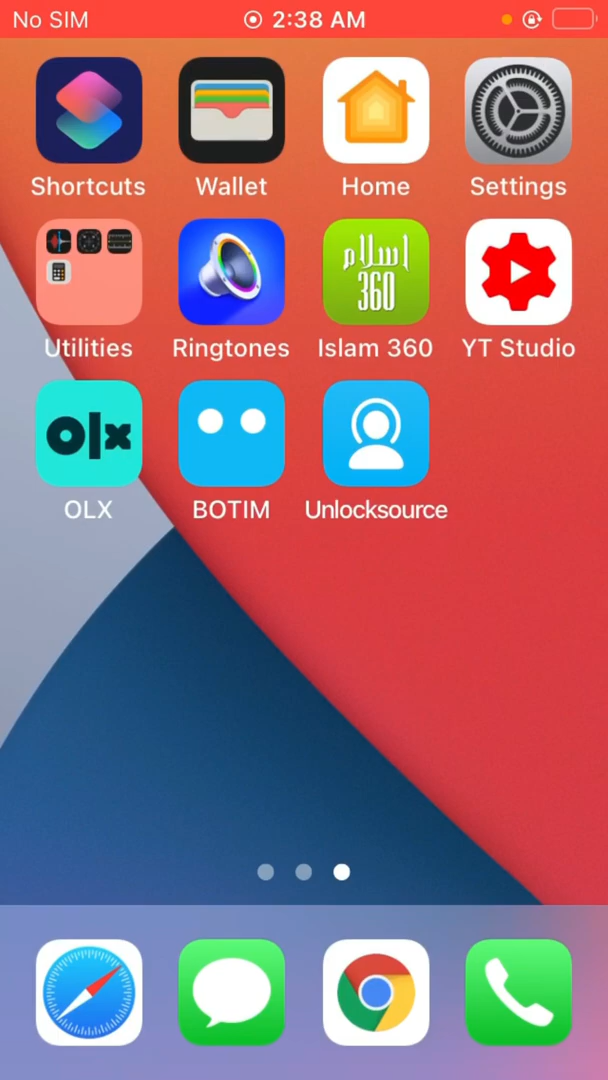 No SIM 2:38 AM
Shortcuts Wallet Home Settings
اسلام
360
Utilities Ringtones Islam 360 YT Studio
olx
OLX BOTIM Unlocksource